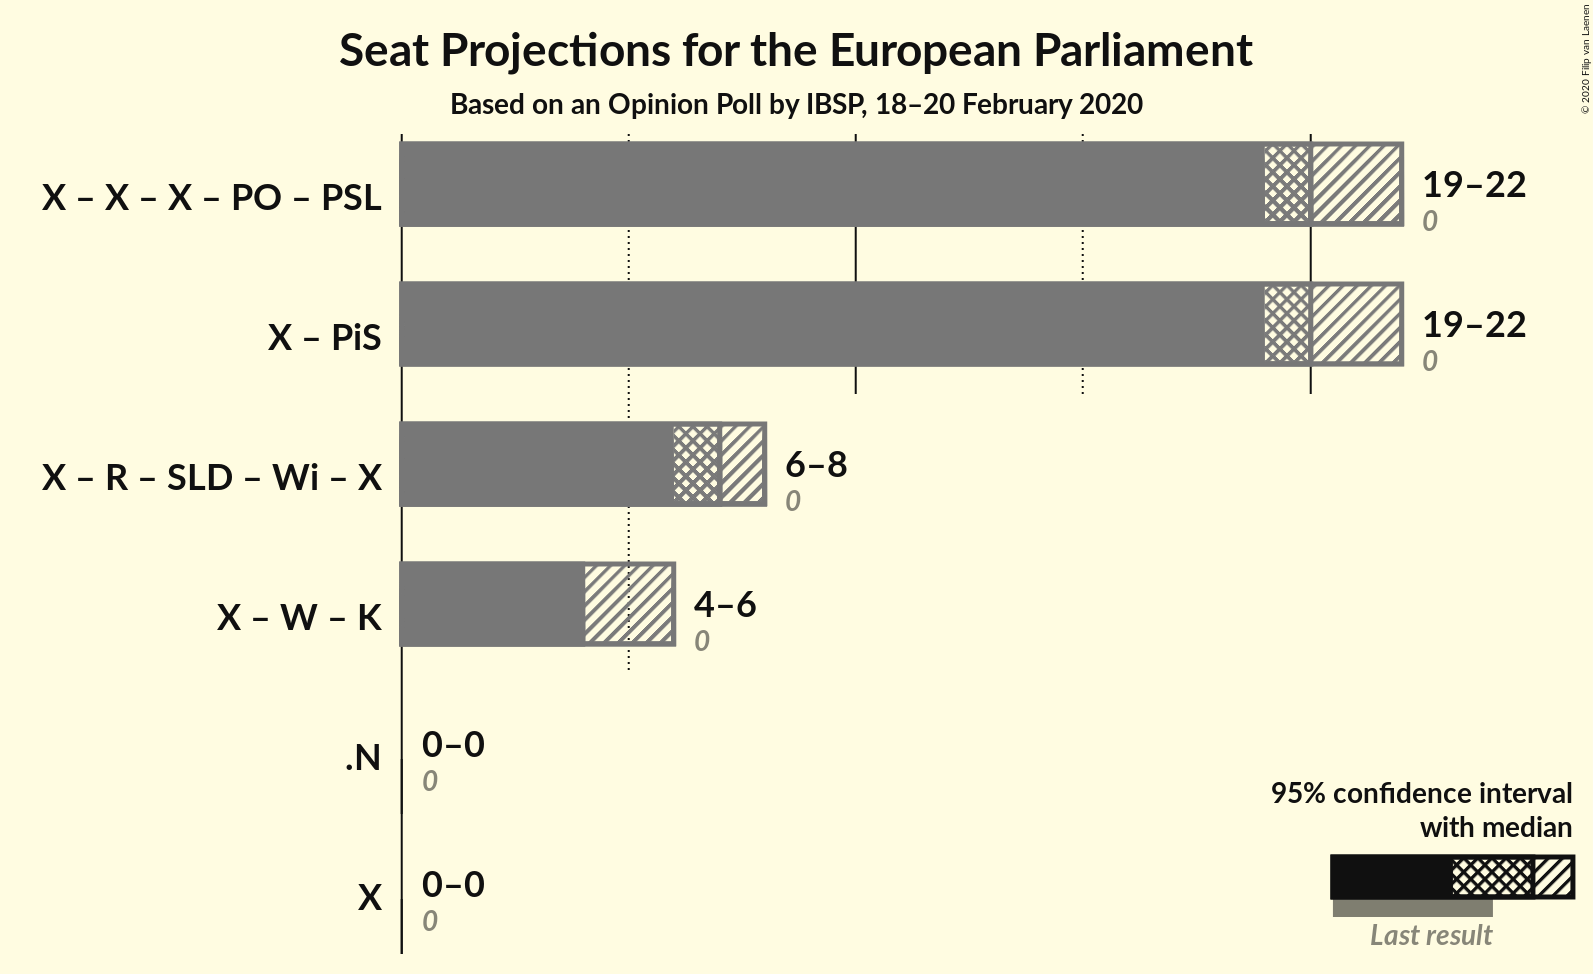 Seat Projections for the European Parliament
Based on an Opinion Poll by IBSP, 18–20 February 2020
© 2020 Filip van Laenen
X – X – X – PO – PSL
19–22
0
X – PiS
19–22
0
X – R – SLD – Wi – X
6–8
0
X – W – K
4–6
0
.N
0–0
0
X
0–0
0
95% confidence interval
with median
Last result